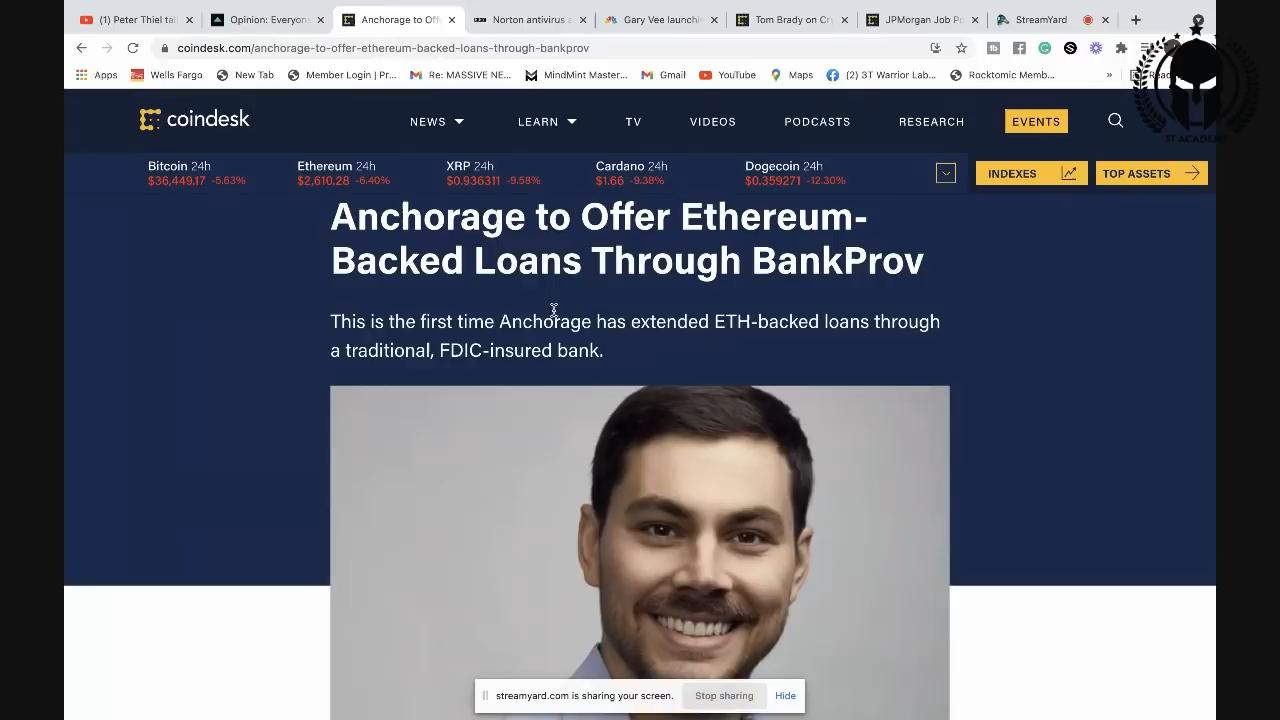 (1) Peter Thiel tal
Opinion: Everyon
Anchorage to Off
Norton antivirus a
Gary Vee launchi
Tom Brady on Cr
JPMorgan Job P
StreamYard
coindesk.com/anchorage-to-offer-ethereum-backed-loans-through-bankprov
Apps
Wells Fargo
New Tab
Member Login | Pr...
Re: MASSIVE NE...
MindMint Master...
Gmail
YouTube
Maps
(2) 3T Warrior Lab...
Rocktomic Memb...
»
3T ACADEMY
coindesk
NEWS
LEARN
TV
VIDEOS
PODCASTS
RESEARCH
EVENTS
Bitcoin 24h
$36,449.17 -5.63%
Ethereum 24h
$2,610.28 -6.40%
XRP 24h
$0.936311 -9.58%
Cardano 24h
$1.66 -9.38%
Dogecoin 24h
$0.359271 -12.30%
INDEXES
TOP ASSETS
Anchorage to Offer Ethereum-
Backed Loans Through BankProv
This is the first time Anchorage has extended ETH-backed loans through
a traditional, FDIC-insured bank.
streamyard.com is sharing your screen.
Stop sharing
Hide